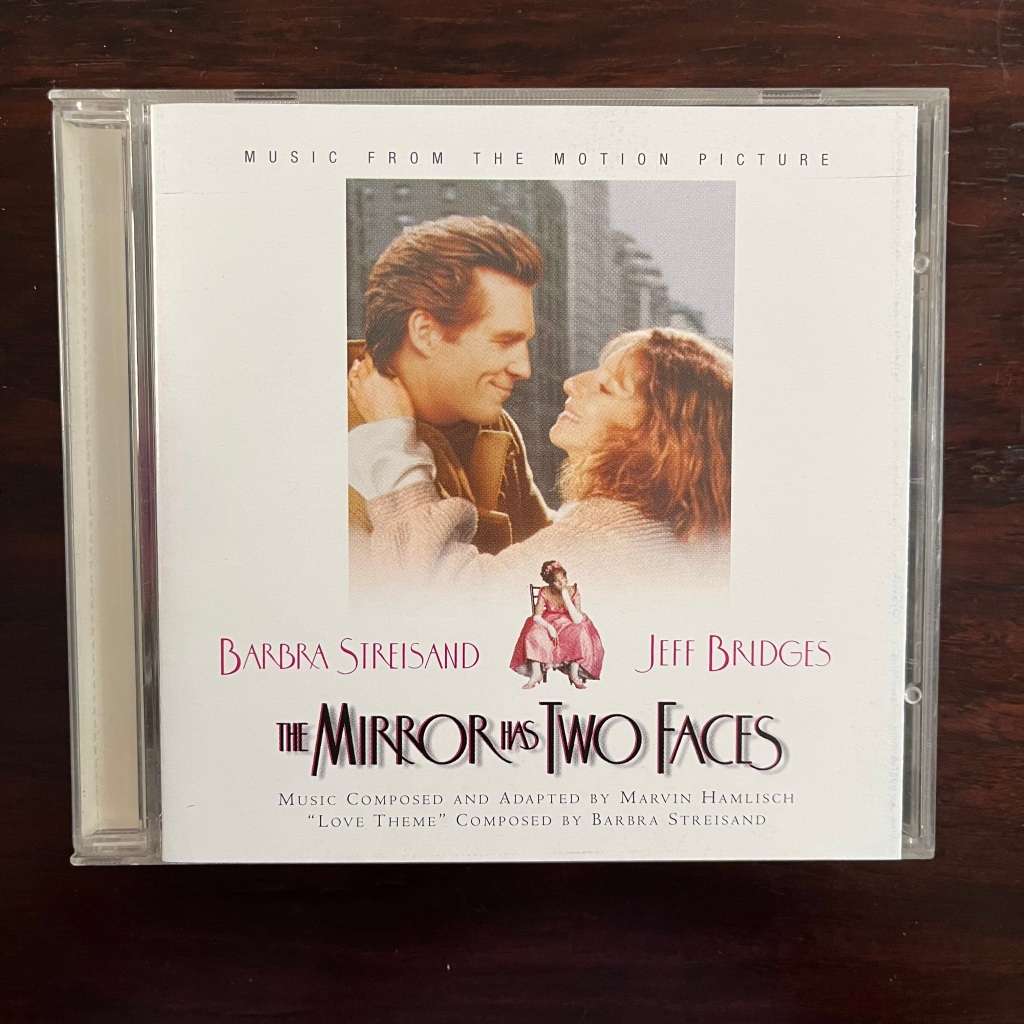 MUSIC FROM THE MOTION PICTURE
BARBRA STREISAND JEFF BRIDGES
THE MIRROR HAS TWO FACES
MUSIC COMPOSED AND ADAPTED BY MARVIN HAMLISCH
"LOVE THEME" COMPOSED BY BARBRA STREISAND